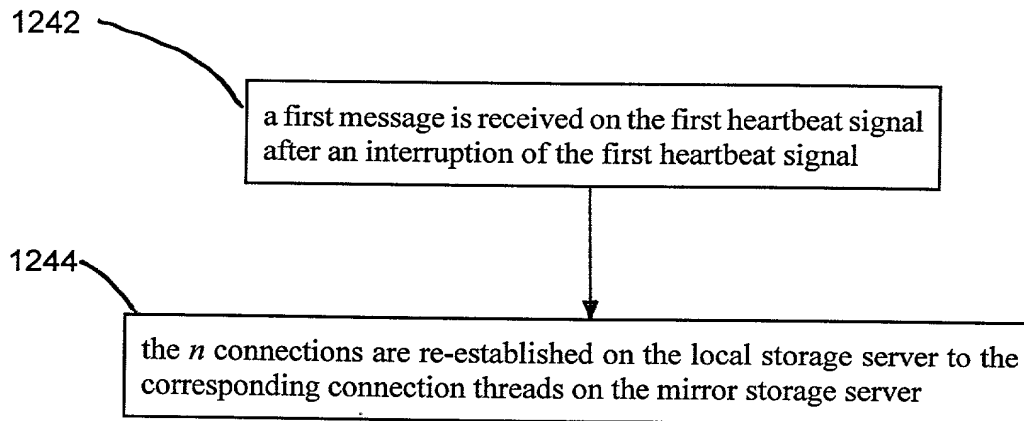 1242
a first message is received on the first heartbeat signal
after an interruption of the first heartbeat signal
1244
the n connections are re-established on the local storage server to the
corresponding connection threads on the mirror storage server